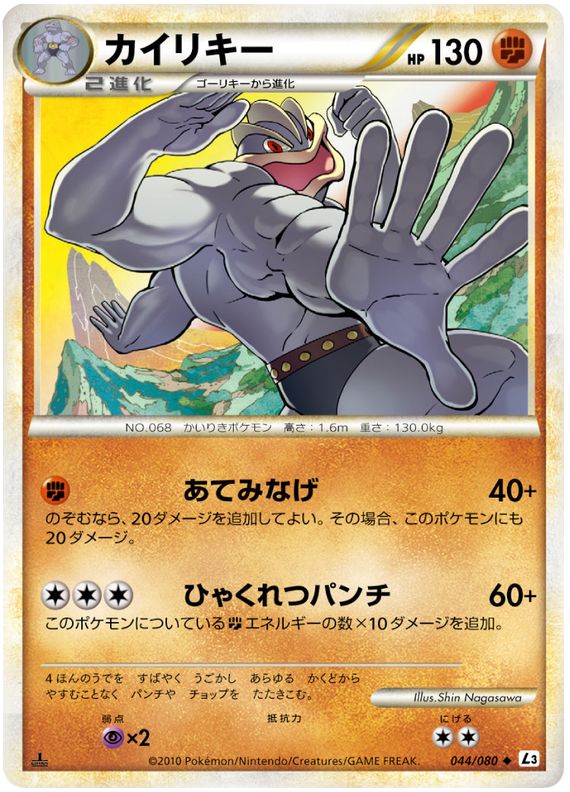 カイリキー HP 130
2進化 ゴーリキーから進化
NO.068 かいりきポケモン 高さ：1.6m 重さ：130.0kg
あてみなげ 40+
のぞむなら、20ダメージを追加してよい。その場合、このポケモンにも
20ダメージ。
ひゃくれつパンチ 60+
このポケモンについているエネルギーの数×10ダメージを追加。
4ほんのうでを すばやく うごかし あらゆる かくどから
やすむことなく パンチや チョップを たたきこむ。
Illus.Shin Nagasawa
弱点 抵抗力 にげる
×2
©2010 Pokémon/Nintendo/Creatures/GAME FREAK.
044/080 ◆ L3